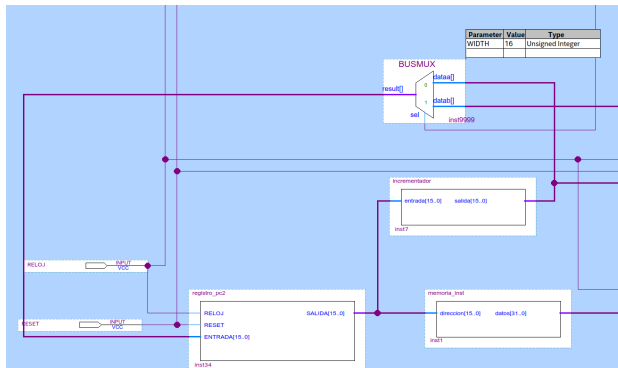 Parameter Value Type
WIDTH 16 Unsigned Integer
BUSMUX
dataa[]
result[]
0
datab[]
1
sel
inst9999
Incrementador
entrada[15..0] salida[15..0]
inst7
RELOJ INPUT
VCC
registro_pc2
memoria_inst
RELOJ SALIDA[15..0]
direccion[15..0] datos[31..0]
RESET INPUT
VCC
RESET
ENTRADA[15..0]
inst1
inst34